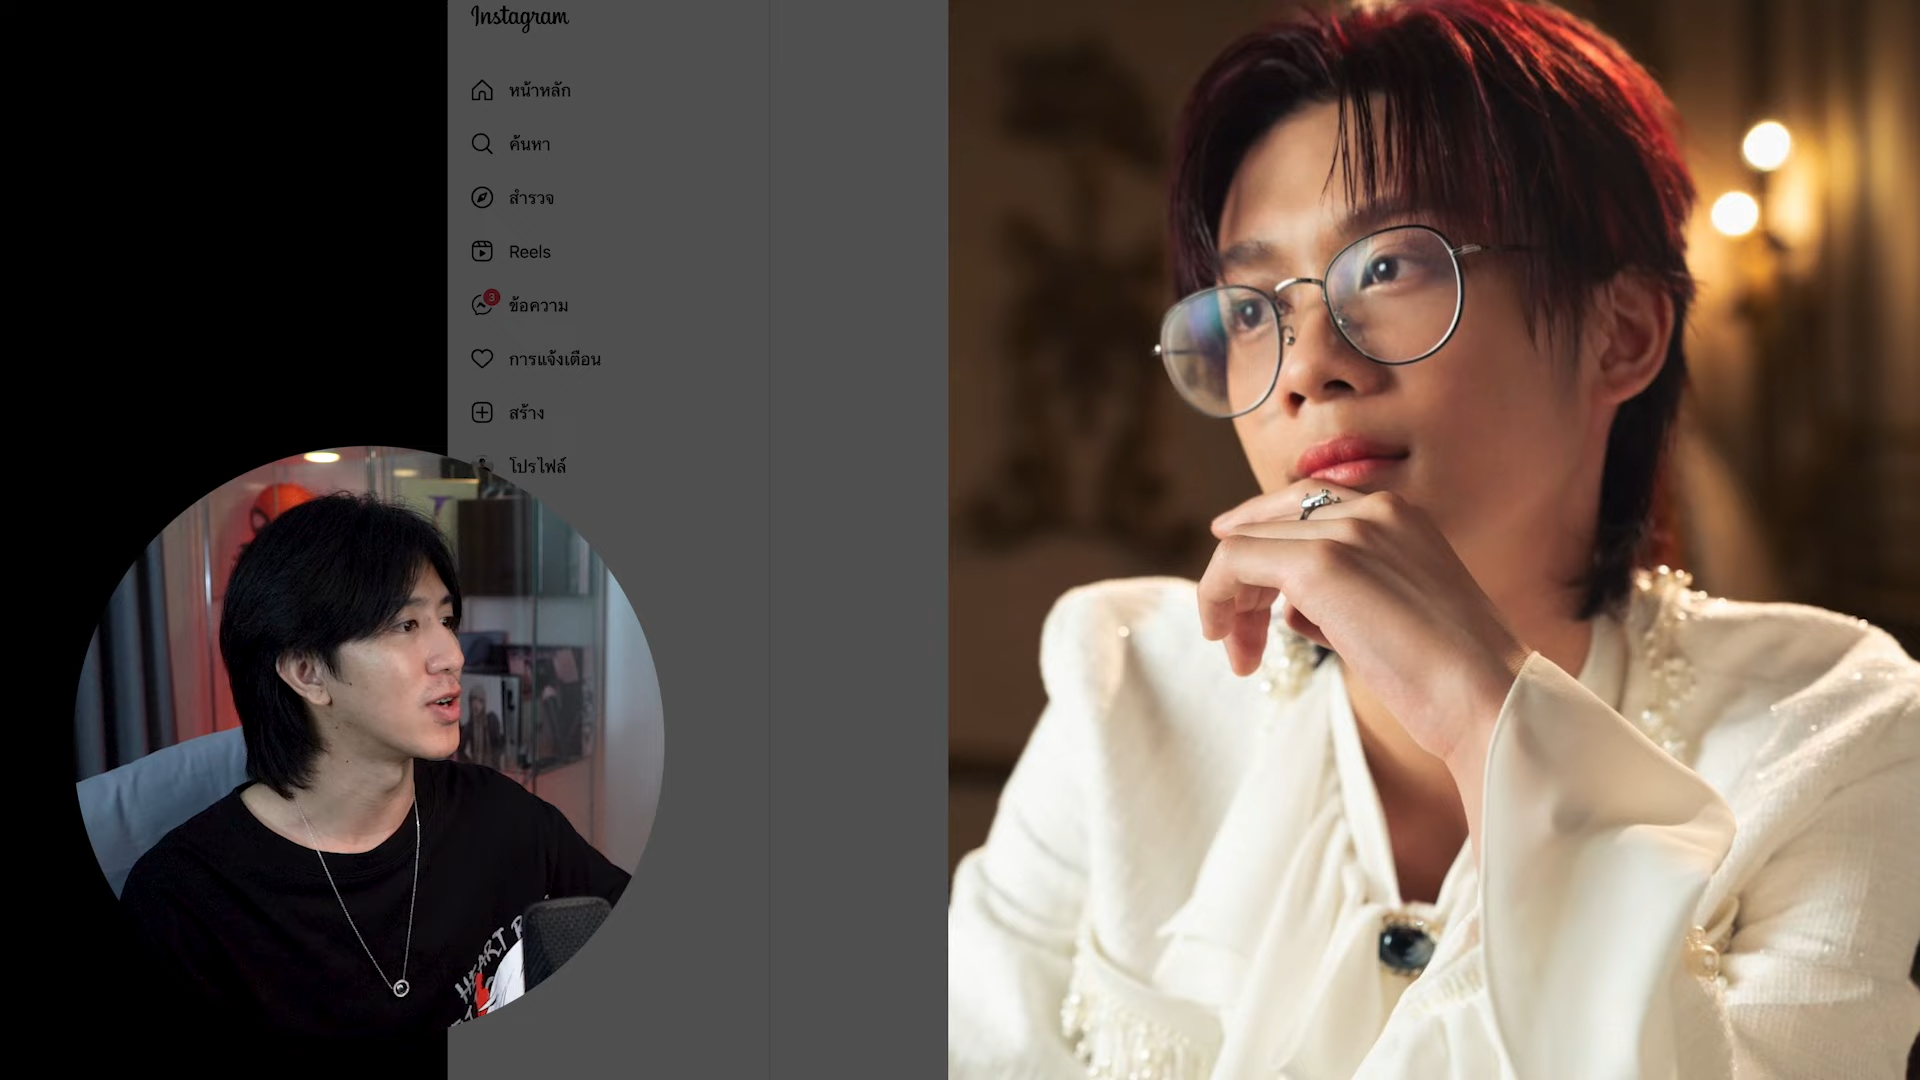 Instagram
หน้าหลัก
ค้นหา
สำรวจ
Reels
3
ข้อความ
การแจ้งเตือน
สร้าง
โปรไฟล์
HEART